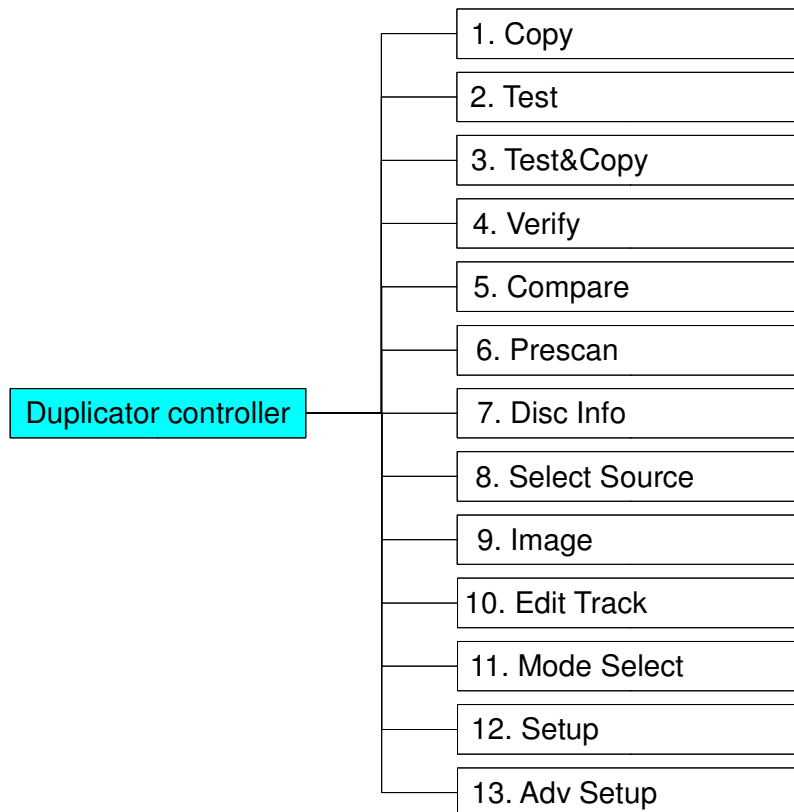 1. Copy
2. Test
3. Test&Copy
4. Verify
5. Compare
6. Prescan
Duplicator controller
7. Disc Info
8. Select Source
9. Image
10. Edit Track
11. Mode Select
12. Setup
13. Adv Setup